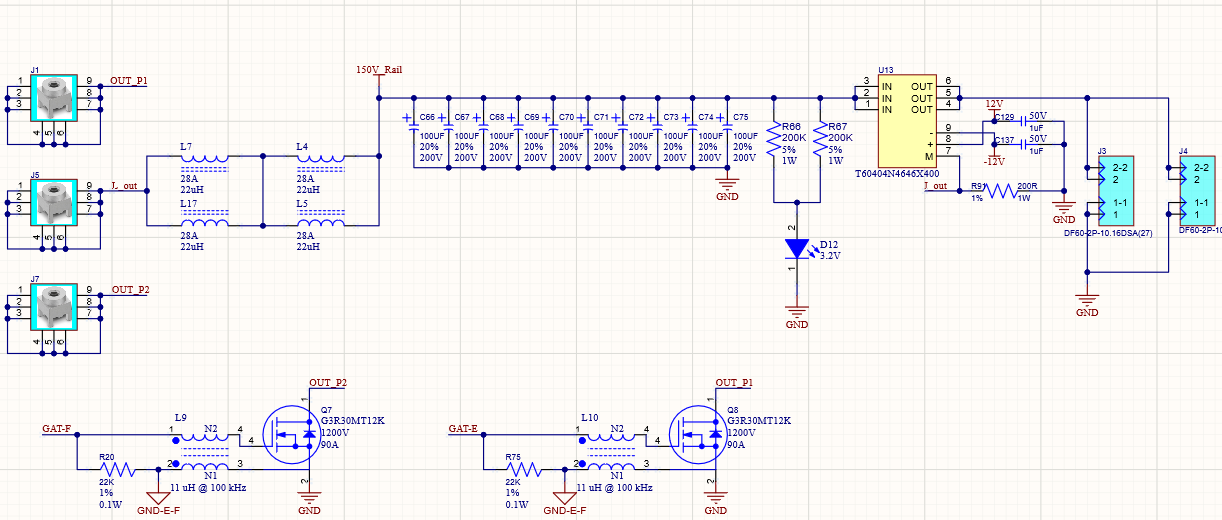 J1
1
2
3
9
8
7
4
5
6
OUT_P1
J5
1
2
3
9
8
7
4
5
6
J7
1
2
3
9
8
7
4
5
6
OUT_P2
L7
28A
22uH
L17
28A
22uH
L4
28A
22uH
L5
28A
22uH
150V_Rail
C66
100UF
20%
200V
C67
100UF
20%
200V
C68
100UF
20%
200V
C69
100UF
20%
200V
C70
100UF
20%
200V
C71
100UF
20%
200V
C72
100UF
20%
200V
C73
100UF
20%
200V
C74
100UF
20%
200V
C75
100UF
20%
200V
GND
R66
200K
5%
1W
R67
200K
5%
1W
2
D12
3.2V
1
GND
U13
3
2
1
IN
IN
IN
OUT
OUT
OUT
-
+
M
6
5
4
9
8
7
T60404N4646X400
12V
C129
50V
1uF
C137
50V
1uF
-12V
R91
1%
200R
1W
GND
J3
2-2
2
1-1
1
DF60-2P-10.16DSA(27)
J4
2-2
2
1-1
1
GND
GAT-F
R20
22K
1%
0.1W
GND-E-F
L9
1
N2
4
2
N1
3
11 uH @ 100 kHz
OUT_P2
1
Q7
G3R30MT12K
1200V
90A
4
2
GND
GAT-E
R75
22K
1%
0.1W
GND-E-F
L10
1
N2
4
2
N1
3
11 uH @ 100 kHz
OUT_P1
1
Q8
G3R30MT12K
1200V
90A
4
2
GND